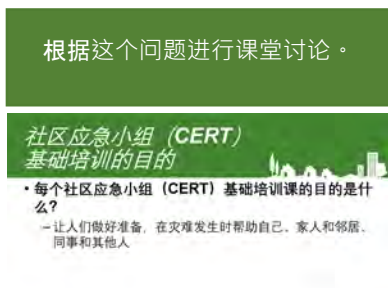 根据这个问题进行课堂讨论。
社区应急小组（CERT）
基础培训的目的
• 每个社区应急小组（CERT）基础培训课的目的是什
么?
– 让人们做好准备，在灾难发生时帮助自己、家人和邻居、
同事和其他人